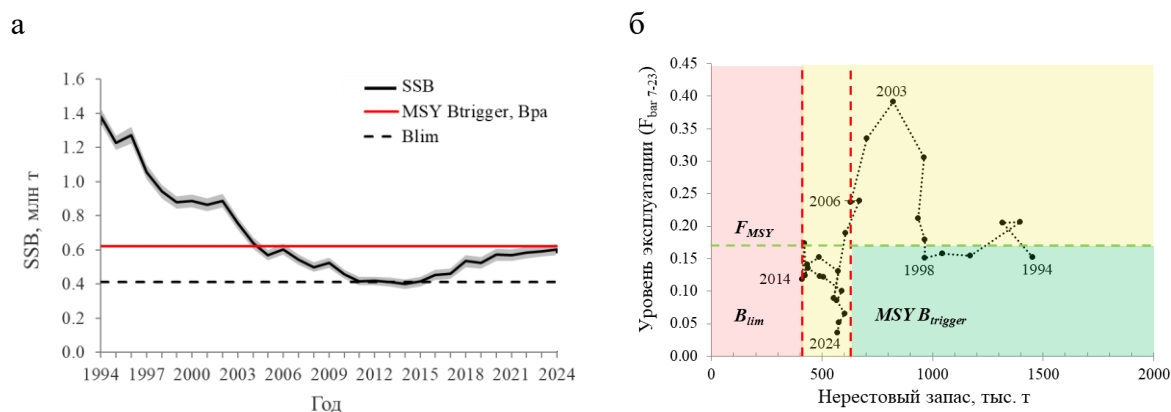 а
SSB, млн т
1.6
1.4
1.2
1.0
0.8
0.6
0.4
0.2
0.0
SSB
MSY Btrigger, Bpa
Blim
1994 1997 2000 2003 2006 2009 2012 2015 2018 2021 2024
Год
б
Уровень эксплуатации (Fbar 7-23)
0.45
0.40
0.35
0.30
0.25
0.20
0.15
0.10
0.05
0.00
2003
2006
FMSY
2014
1998
1994
Blim
MSY Btrigger
2024
0 500 1000 1500 2000
Нерестовый запас, тыс. т